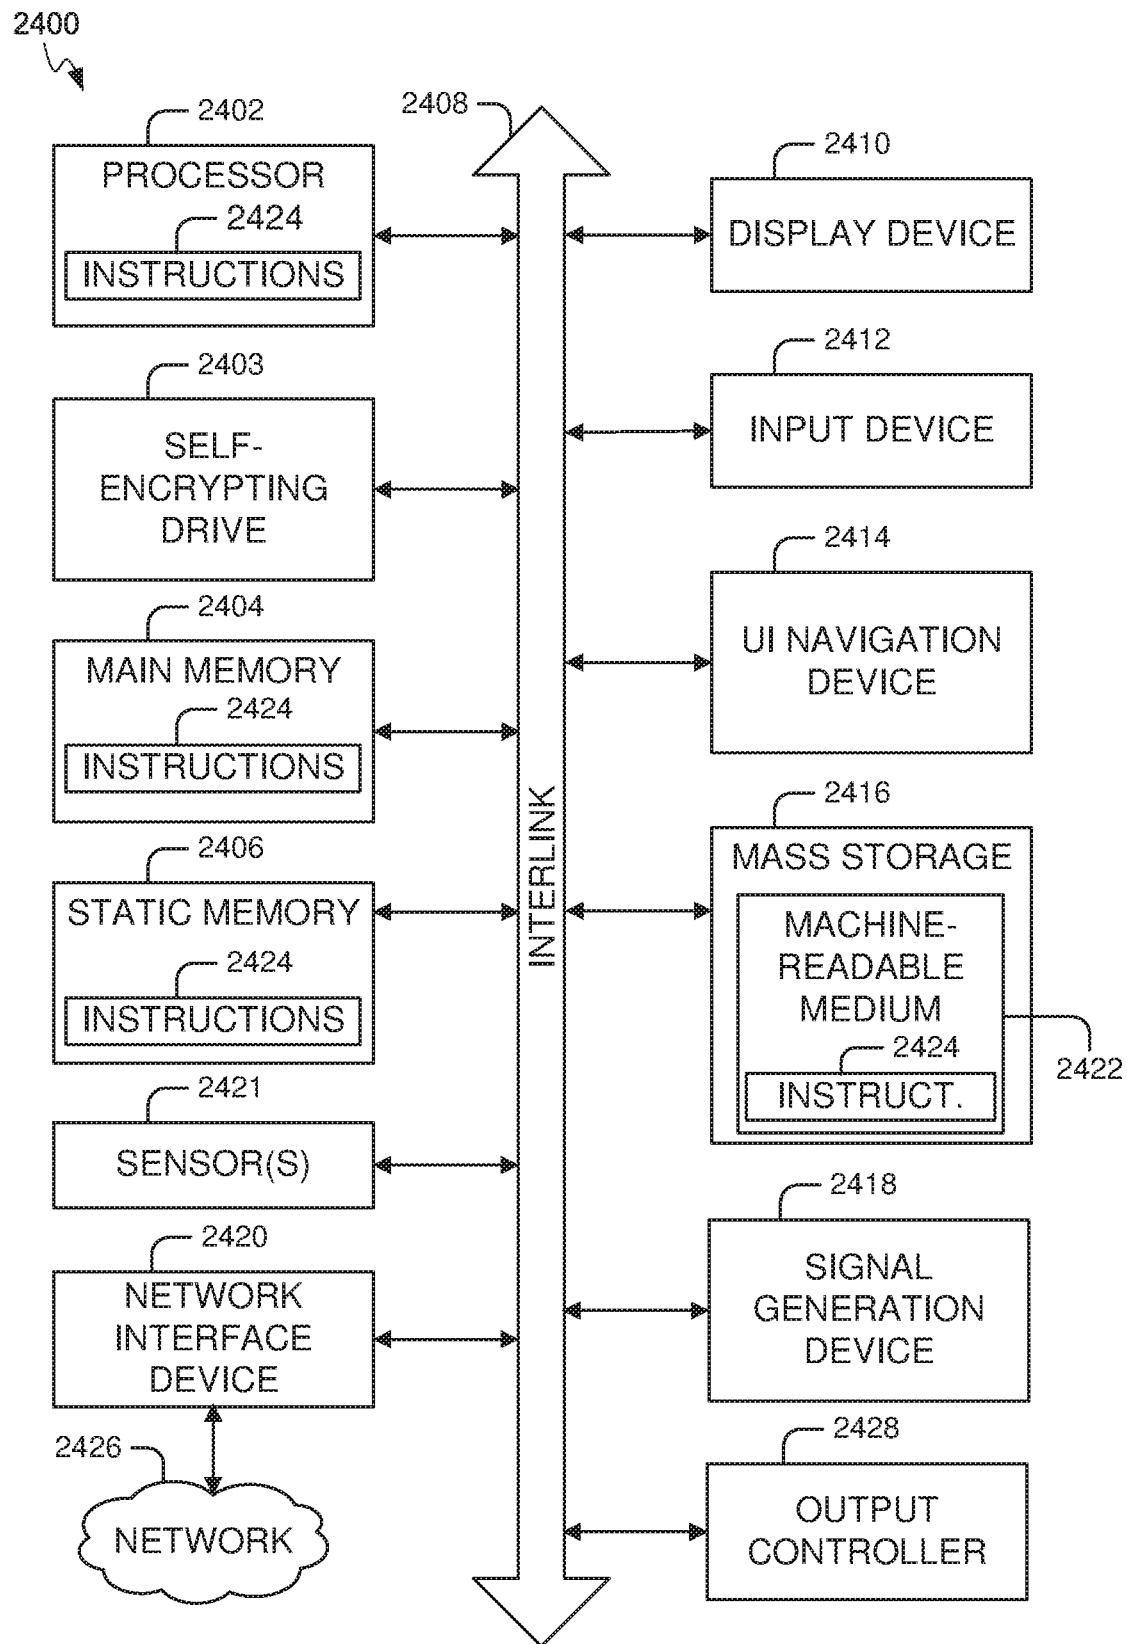 2400
2402
PROCESSOR
2424
INSTRUCTIONS
2403
SELF-
ENCRYPTING
DRIVE
2404
MAIN MEMORY
2424
INSTRUCTIONS
2406
STATIC MEMORY
2424
INSTRUCTIONS
2421
SENSOR(S)
2420
NETWORK
INTERFACE
DEVICE
2426
NETWORK
2408
INTERLINK
2410
DISPLAY DEVICE
2412
INPUT DEVICE
2414
UI NAVIGATION
DEVICE
2416
MASS STORAGE
MACHINE-
READABLE
MEDIUM
2424
INSTRUCT.
2422
2418
SIGNAL
GENERATION
DEVICE
2428
OUTPUT
CONTROLLER